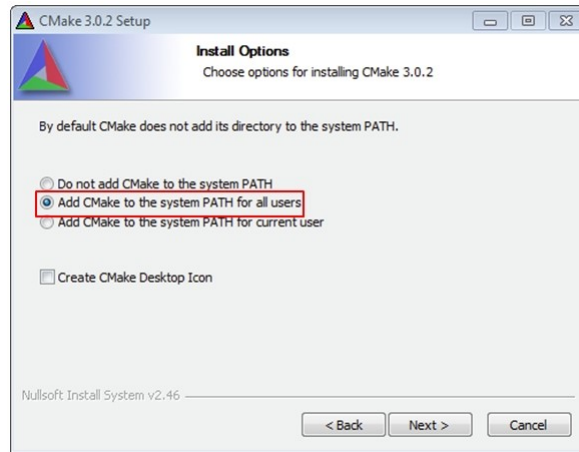 CMake 3.0.2 Setup
Install Options
Choose options for installing CMake 3.0.2
By default CMake does not add its directory to the system PATH.
Do not add CMake to the system PATH
Add CMake to the system PATH for all users
Add CMake to the system PATH for current user
Create CMake Desktop Icon
Nullsoft Install System v2.46
< Back Next > Cancel